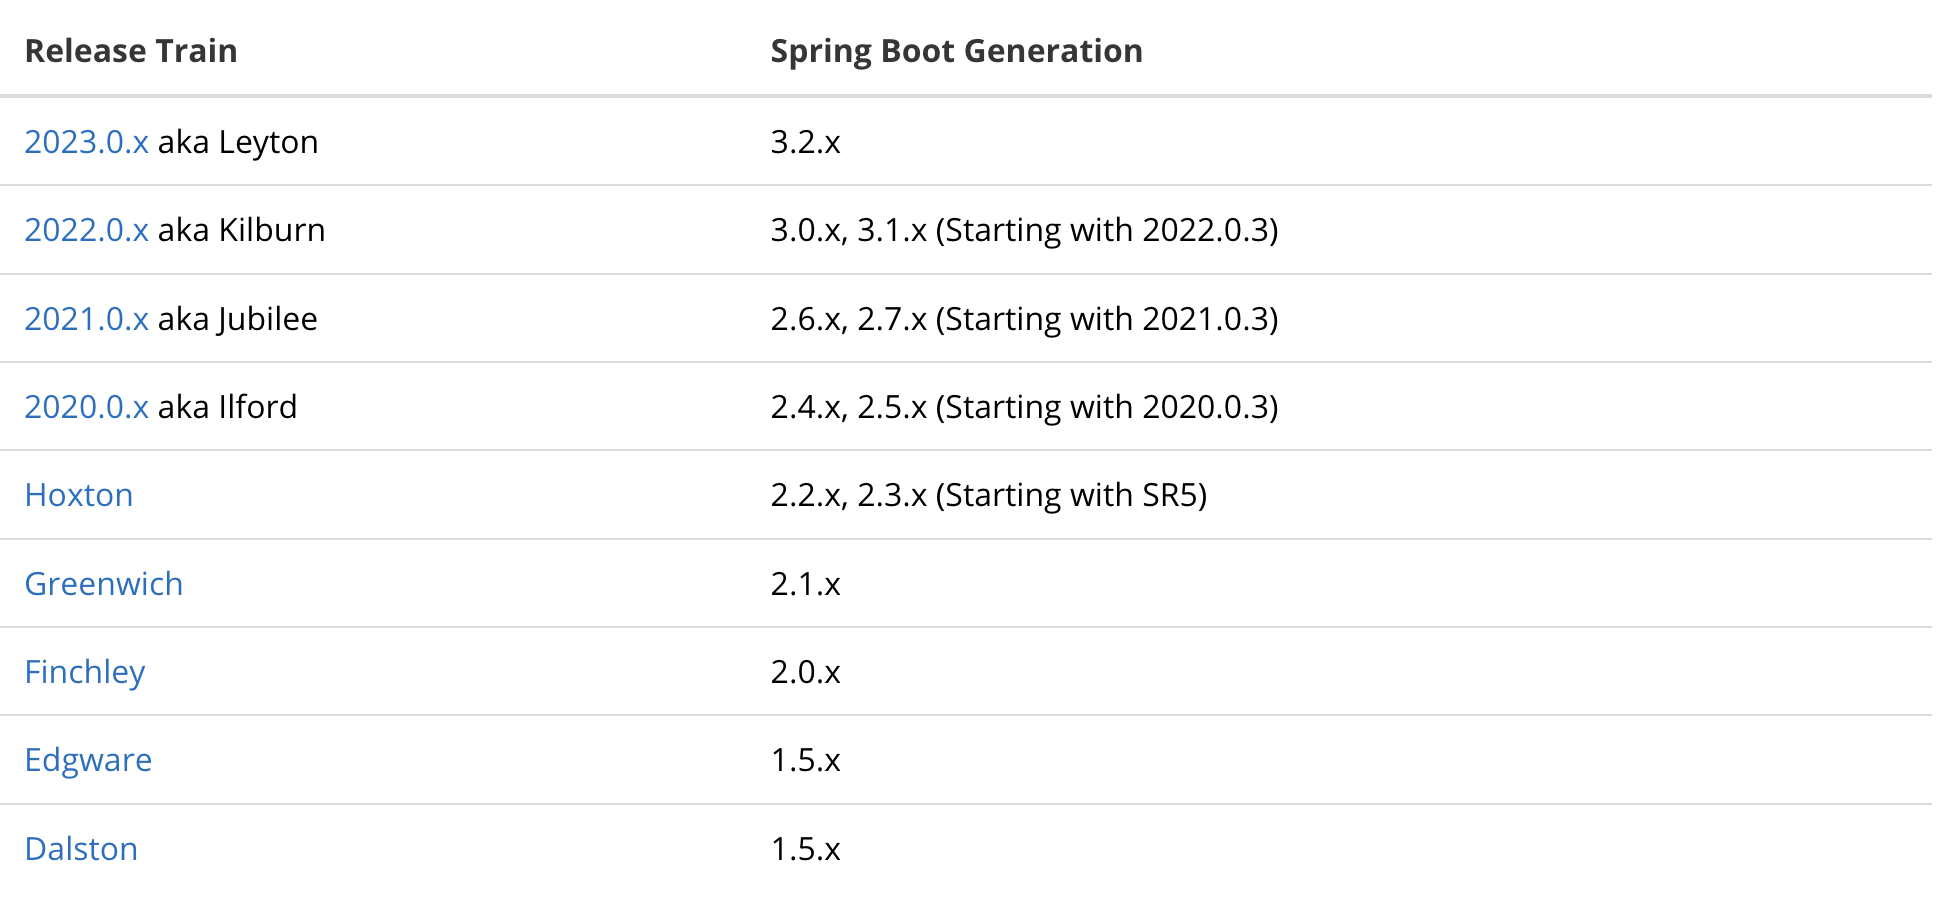 Release Train Spring Boot Generation
2023.0.x aka Leyton 3.2.x
2022.0.x aka Kilburn 3.0.x, 3.1.x (Starting with 2022.0.3)
2021.0.x aka Jubilee 2.6.x, 2.7.x (Starting with 2021.0.3)
2020.0.x aka Ilford 2.4.x, 2.5.x (Starting with 2020.0.3)
Hoxton 2.2.x, 2.3.x (Starting with SR5)
Greenwich 2.1.x
Finchley 2.0.x
Edgware 1.5.x
Dalston 1.5.x